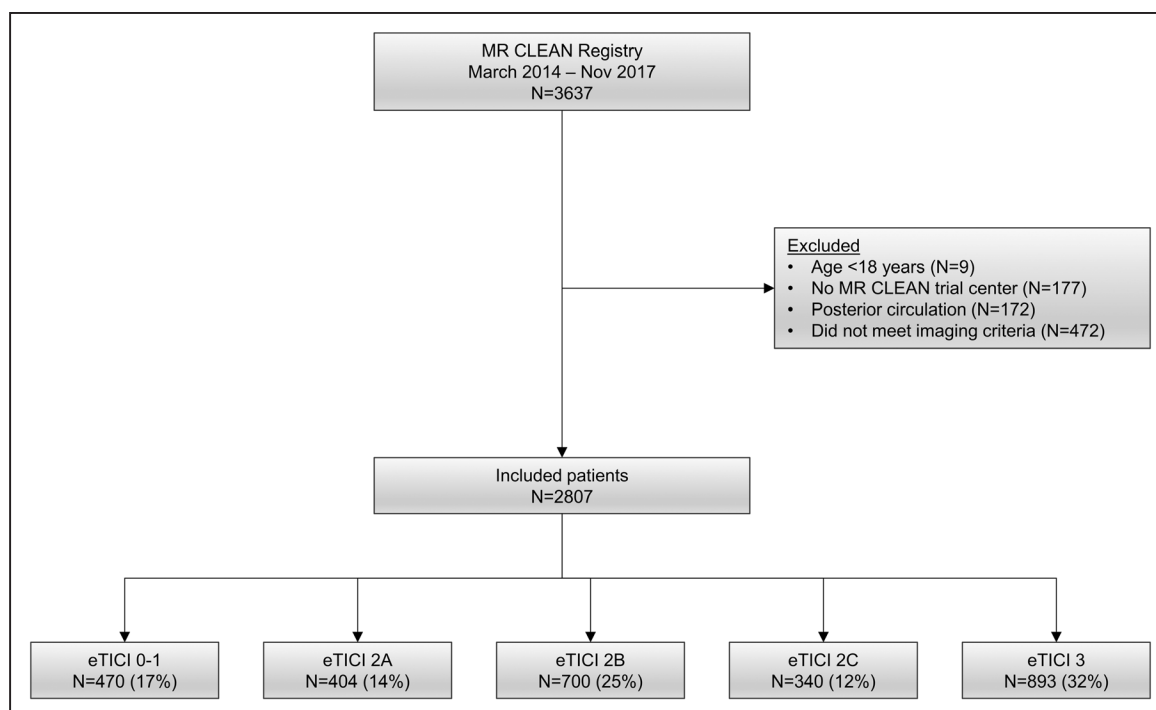 MR CLEAN Registry
March 2014 – Nov 2017
N=3637
Excluded
• Age <18 years (N=9)
• No MR CLEAN trial center (N=177)
• Posterior circulation (N=172)
• Did not meet imaging criteria (N=472)
Included patients
N=2807
eTICI 0-1
N=470 (17%)
eTICI 2A
N=404 (14%)
eTICI 2B
N=700 (25%)
eTICI 2C
N=340 (12%)
eTICI 3
N=893 (32%)